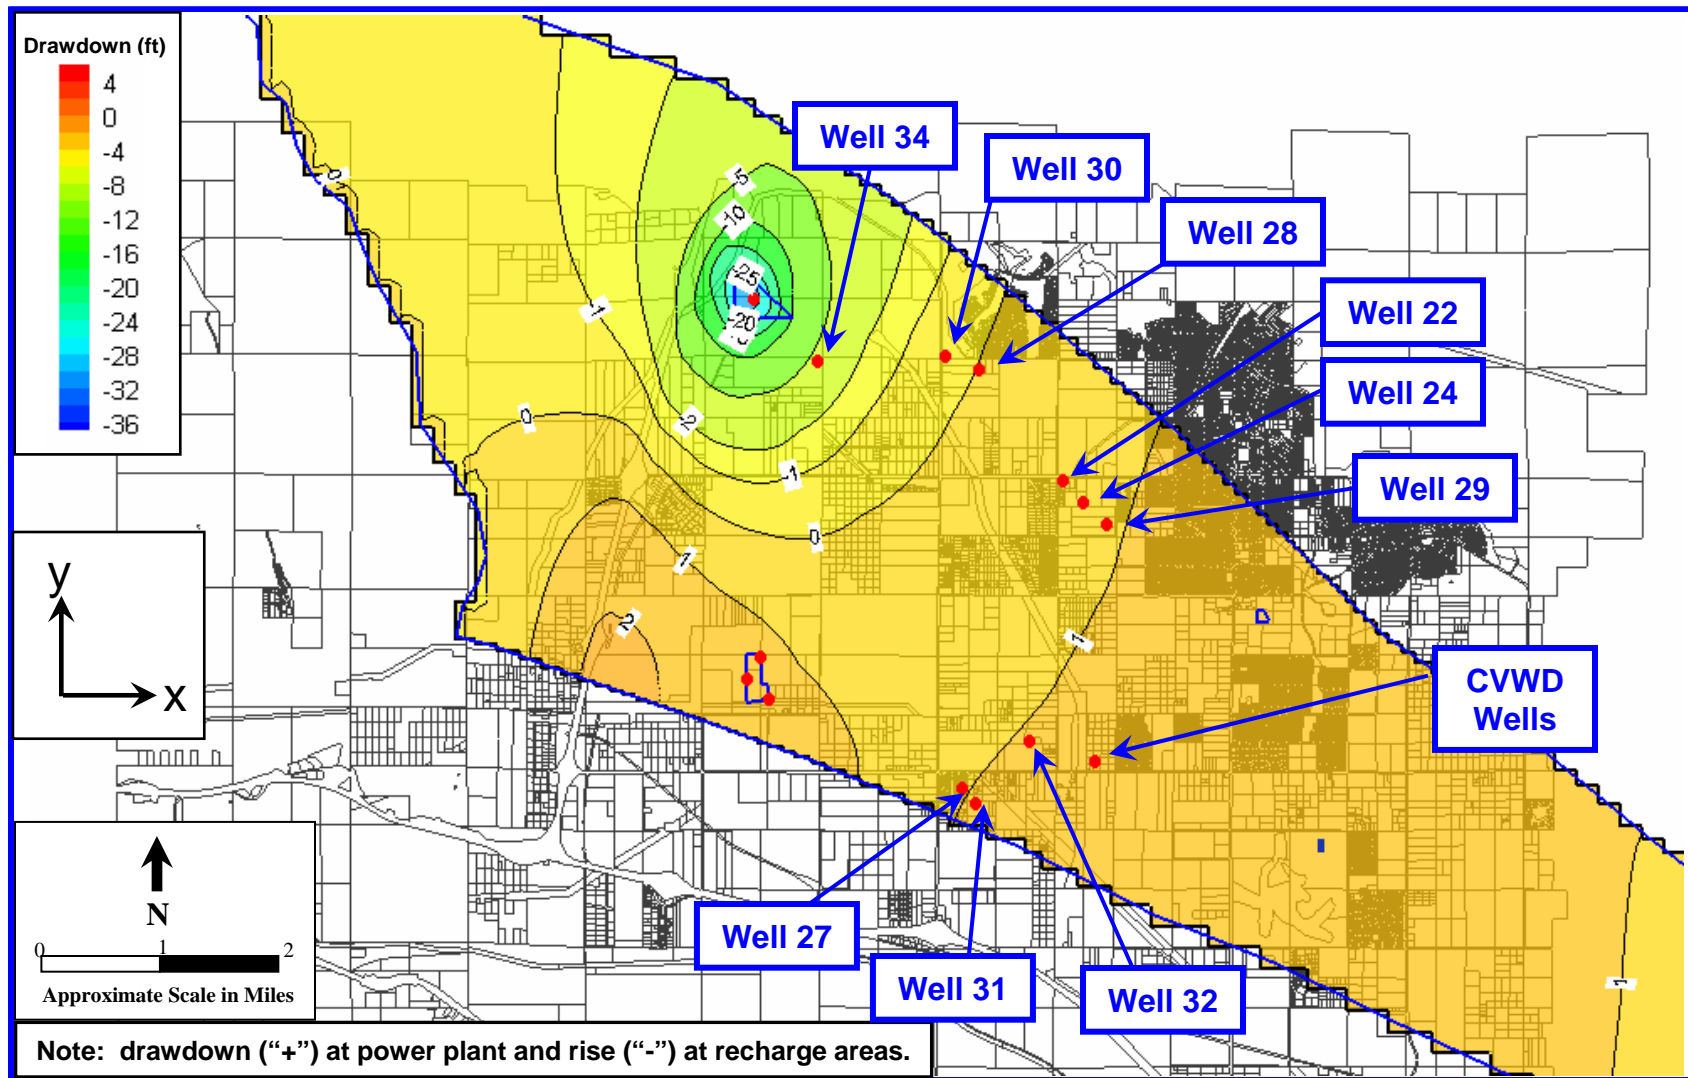 Drawdown (ft)
4
0
-4
-8
-12
-16
-20
-24
-28
-32
-36
Well 34
Well 30
Well 28
Well 22
Well 24
Well 29
CVWD
Wells
Well 27
Well 31
Well 32
0
-5
-10
-25
-20
-1
-2
-1
0
0
1
2
1
1
y
x
N
0 1 2
Approximate Scale in Miles
Note: drawdown (“+”) at power plant and rise (“-”) at recharge areas.